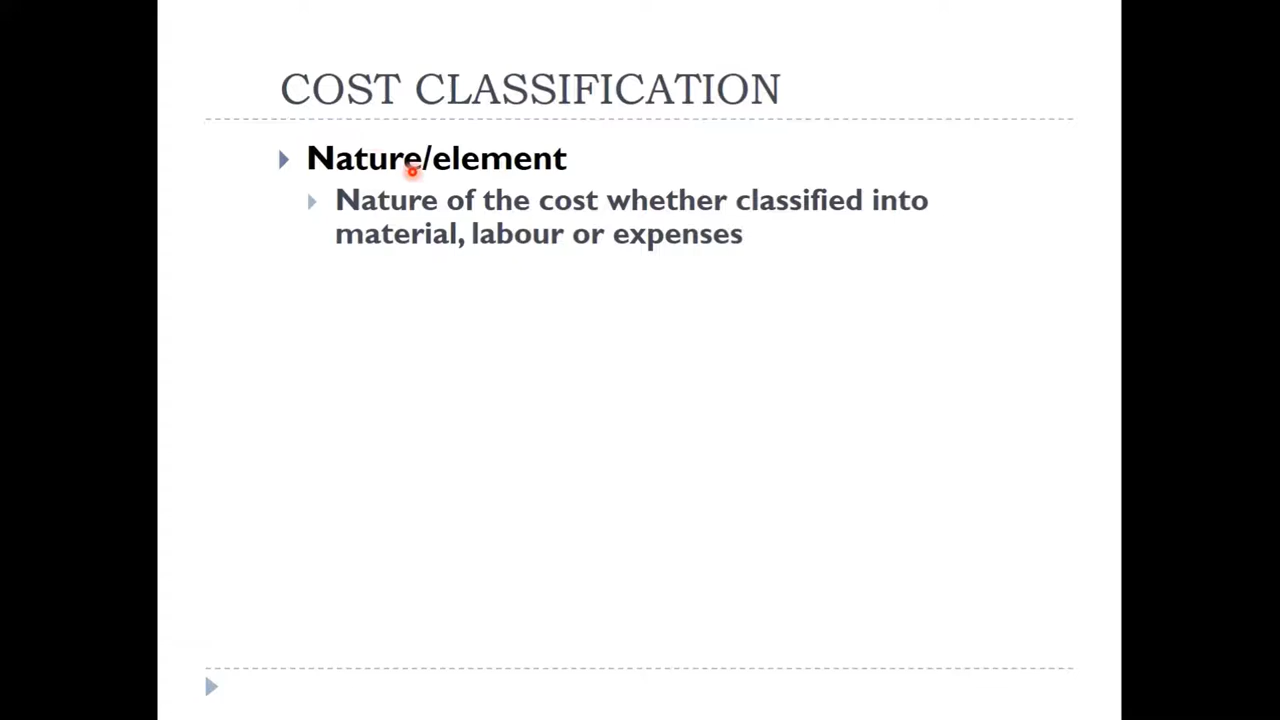 COST CLASSIFICATION
Nature/element
Nature of the cost whether classified into
material, labour or expenses